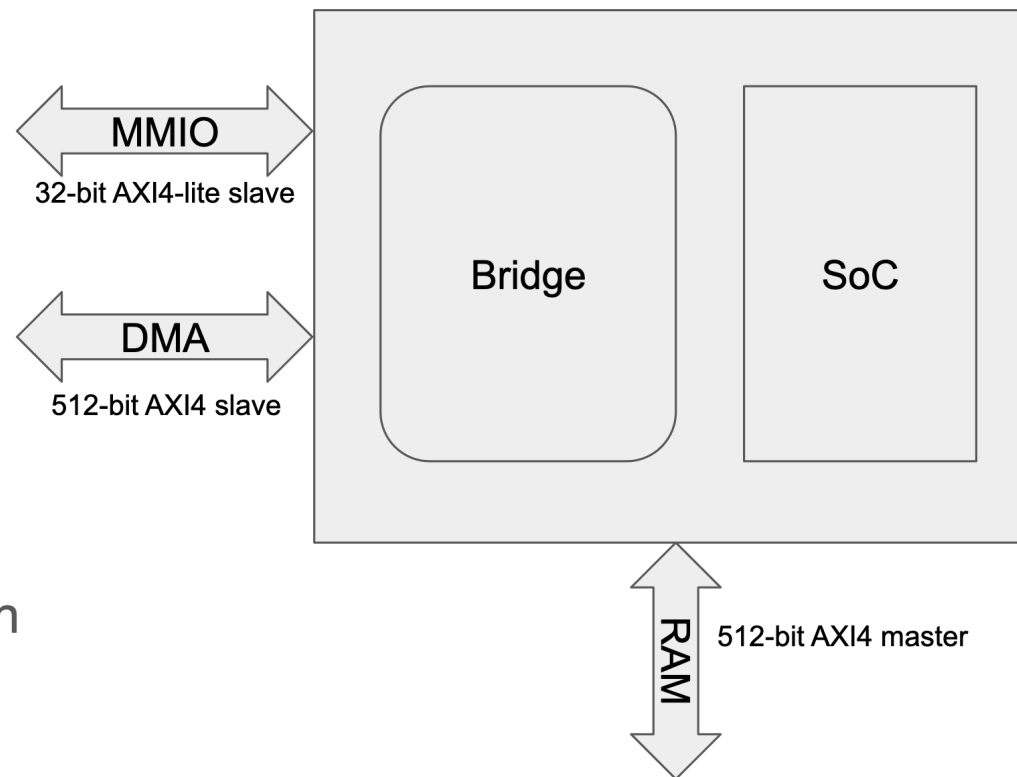 MMIO
32-bit AXI4-lite slave
DMA
512-bit AXI4 slave
Bridge
SoC
n
RAM
512-bit AXI4 master